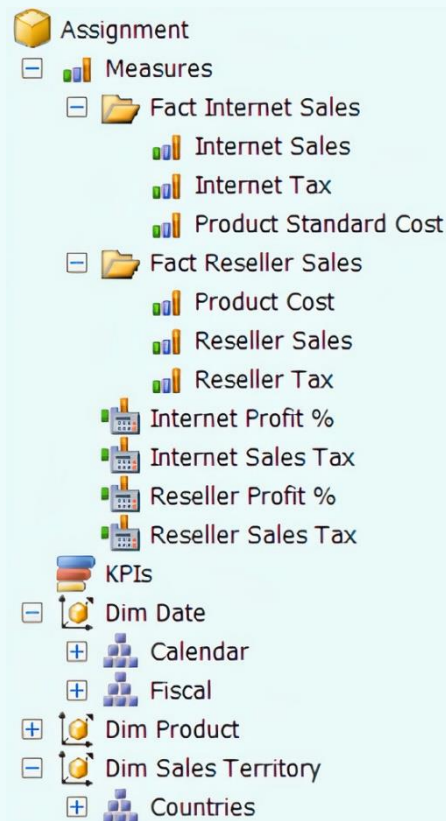 Assignment
Measures
Fact Internet Sales
Internet Sales
Internet Tax
Product Standard Cost
Fact Reseller Sales
Product Cost
Reseller Sales
Reseller Tax
Internet Profit %
Internet Sales Tax
Reseller Profit %
Reseller Sales Tax
KPIs
Dim Date
Calendar
Fiscal
Dim Product
Dim Sales Territory
Countries